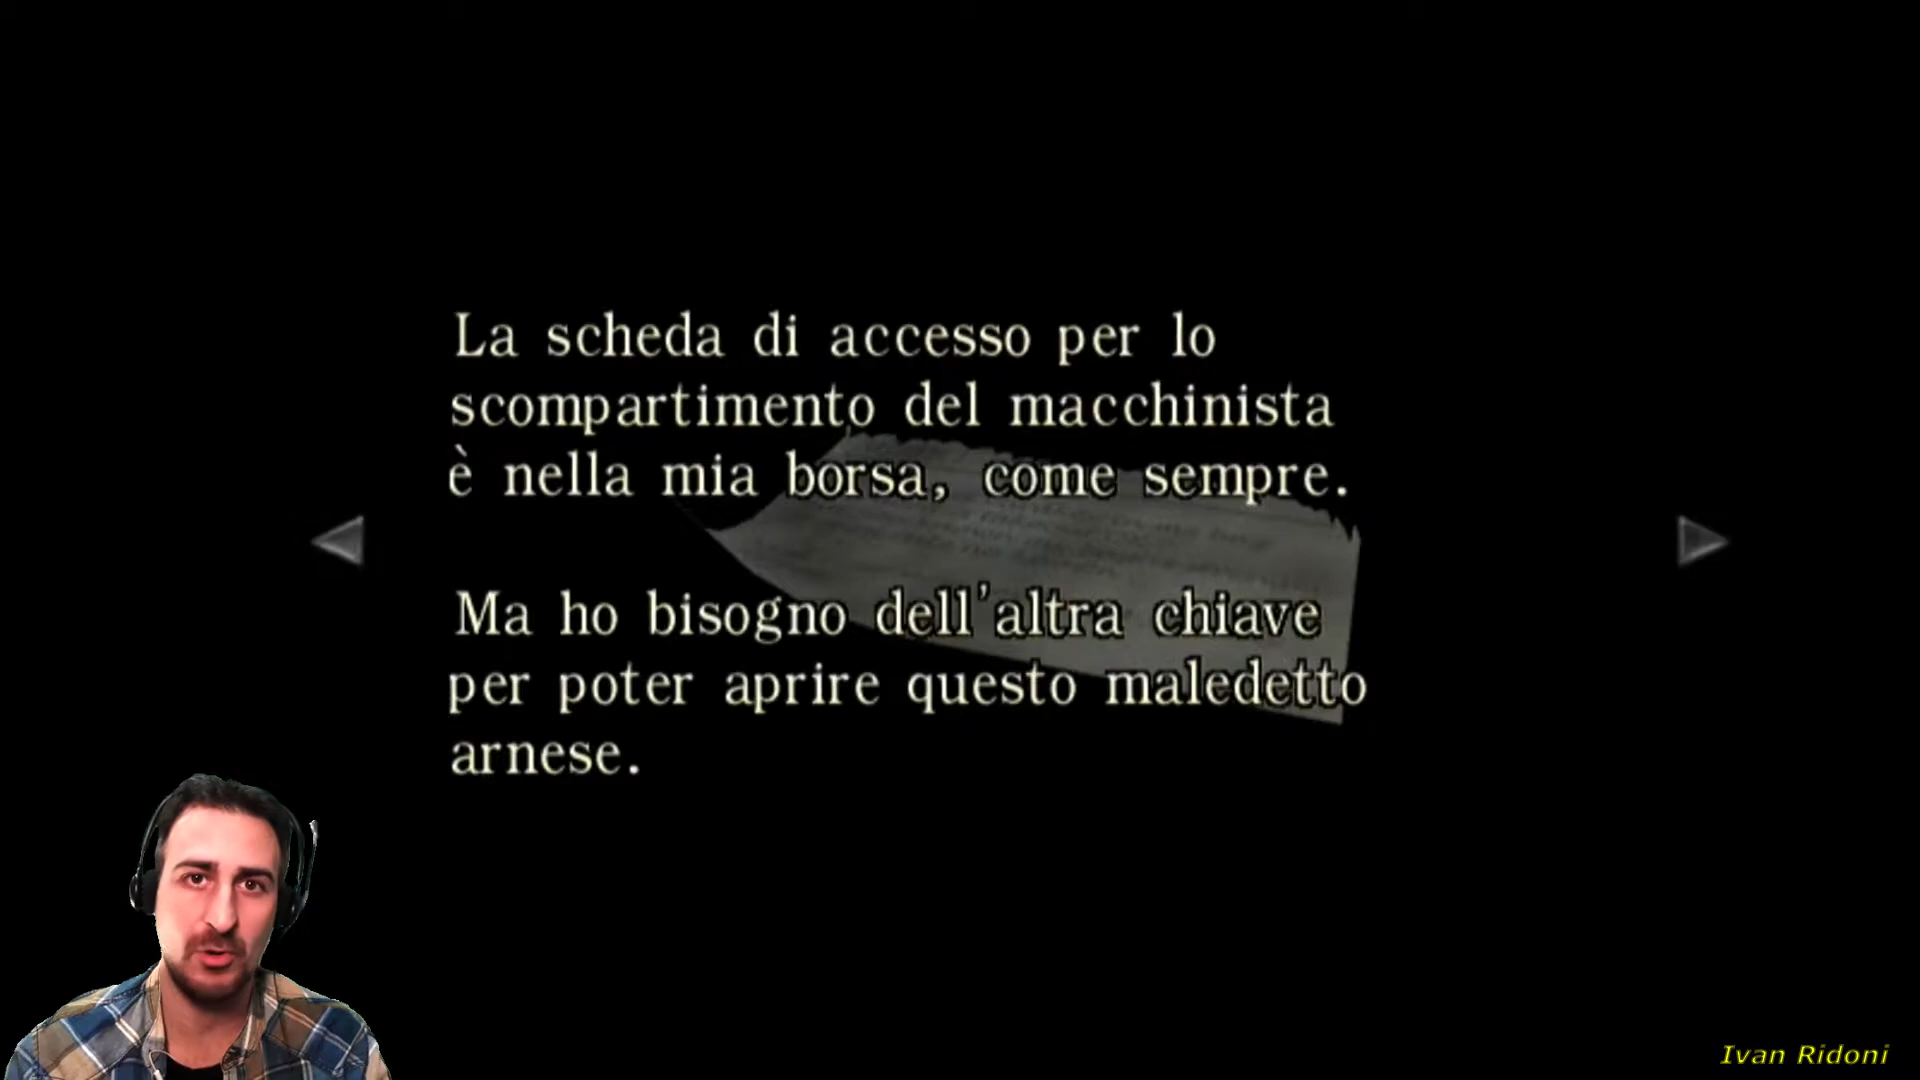 La scheda di accesso per lo
scompartimento del macchinista
è nella mia borsa, come sempre.
Ma ho bisogno dell'altra chiave
per poter aprire questo maledetto
arnese.
Ivan Ridoni